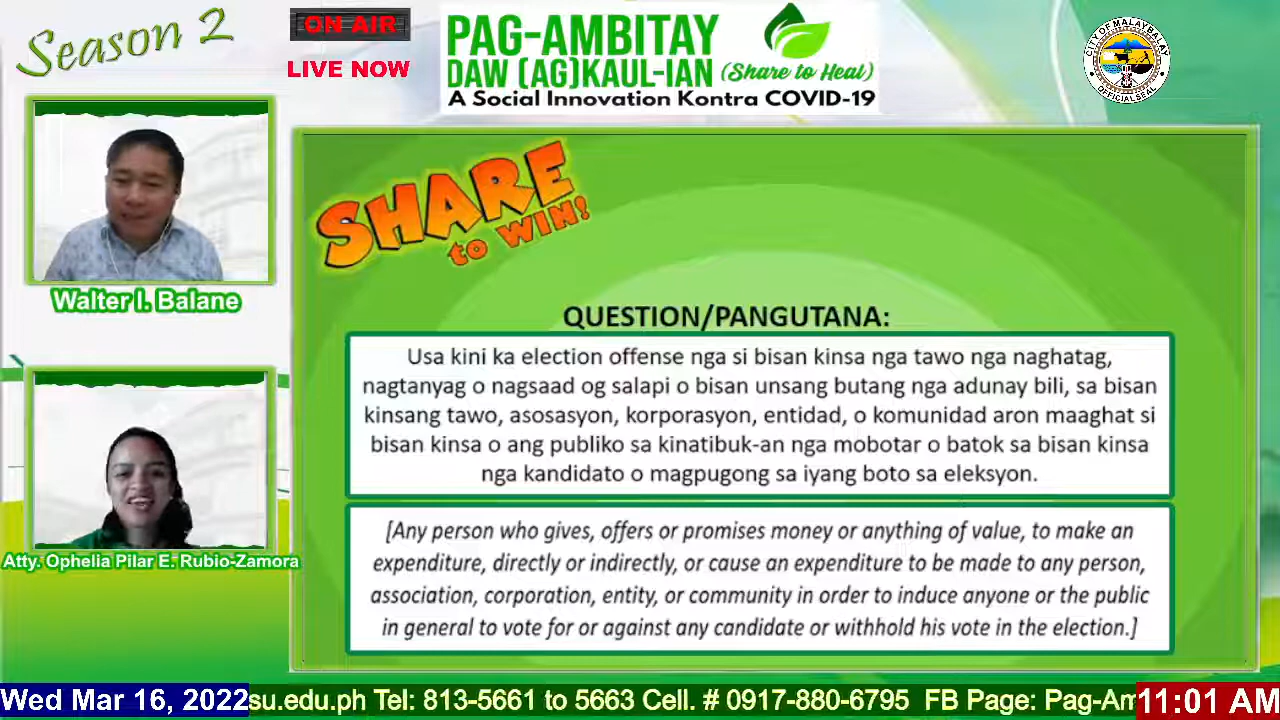 Season 2
ON AIR
LIVE NOW
PAG-AMBITAY
DAW (AG)KAUL-IAN (Share to Heal)
A Social Innovation Kontra COVID-19
CITY OF MALAYBALAY
OFFICIAL SEAL
Walter I. Balane
Atty. Ophelia Pilar E. Rubio-Zamora
SHARE
to WIN!
QUESTION/PANGUTANA:
Usa kini ka election offense nga si bisan kinsa nga tawo nga naghatag,
nagtanyag o nagsaad og salapi o bisan unsang butang nga adunay bili, sa bisan
kinsang tawo, asosasyon, korporasyon, entidad, o komunidad aron maaghat si
bisan kinsa o ang publiko sa kinatibuk-an nga mobotar o batok sa bisan kinsa
nga kandidato o magpugong sa iyang boto sa eleksyon.
[Any person who gives, offers or promises money or anything of value, to make an
expenditure, directly or indirectly, or cause an expenditure to be made to any person,
association, corporation, entity, or community in order to induce anyone or the public
in general to vote for or against any candidate or withhold his vote in the election.]
Wed Mar 16, 2022 su.edu.ph Tel: 813-5661 to 5663 Cell. # 0917-880-6795 FB Page: Pag-Am 11:01 AM